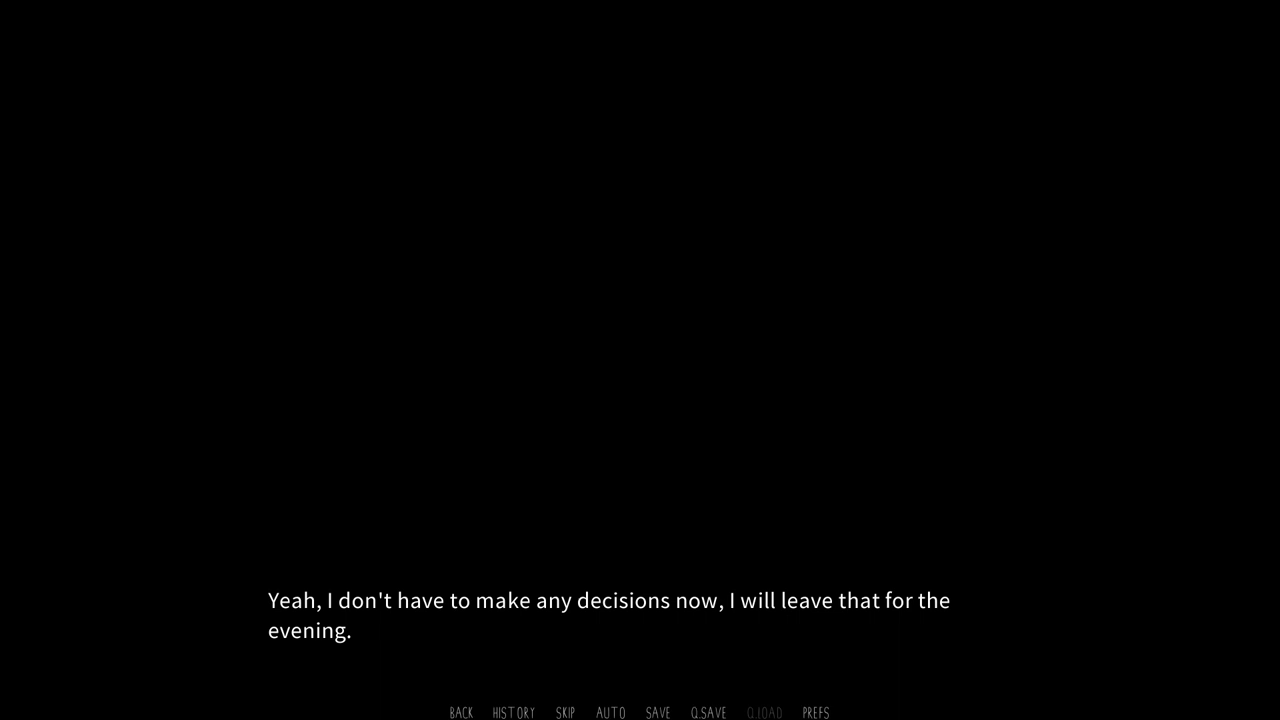 Yeah, I don't have to make any decisions now, I will leave that for the
evening.
BACK HISTORY SKIP AUTO SAVE Q.SAVE Q.LOAD PREFS